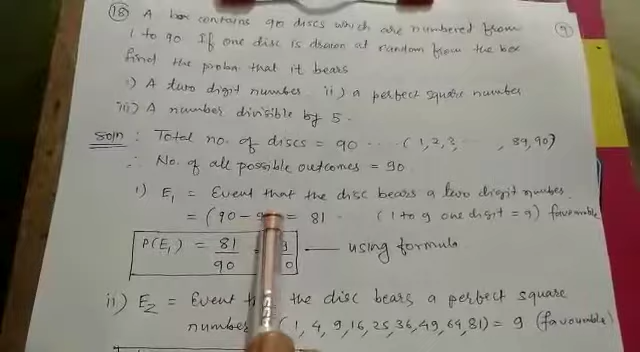 (18) A box contains 90 discs which are numbered from
1 to 90 If one disc is drawn at random from the box
(9)
find the proba. that it bears
i) A two digit number. ii) a perfect square number
iii) A number divisible by 5.
Soln : Total no. of discs = 90 .... (1,2,3, ..... , 89,90)
∴ No. of all possible outcomes = 90.
i) E₁ = Event that the disc bears a two digit number
= (90 - = 81 . (1 to 9 one digit = 9) favourable
P(E₁) = 81/90 = —— using formula
ii) E₂ = Event the disc bears a perfect square
number (1, 4, 9, 16, 25, 36, 49, 64, 81) = 9 (favourable)